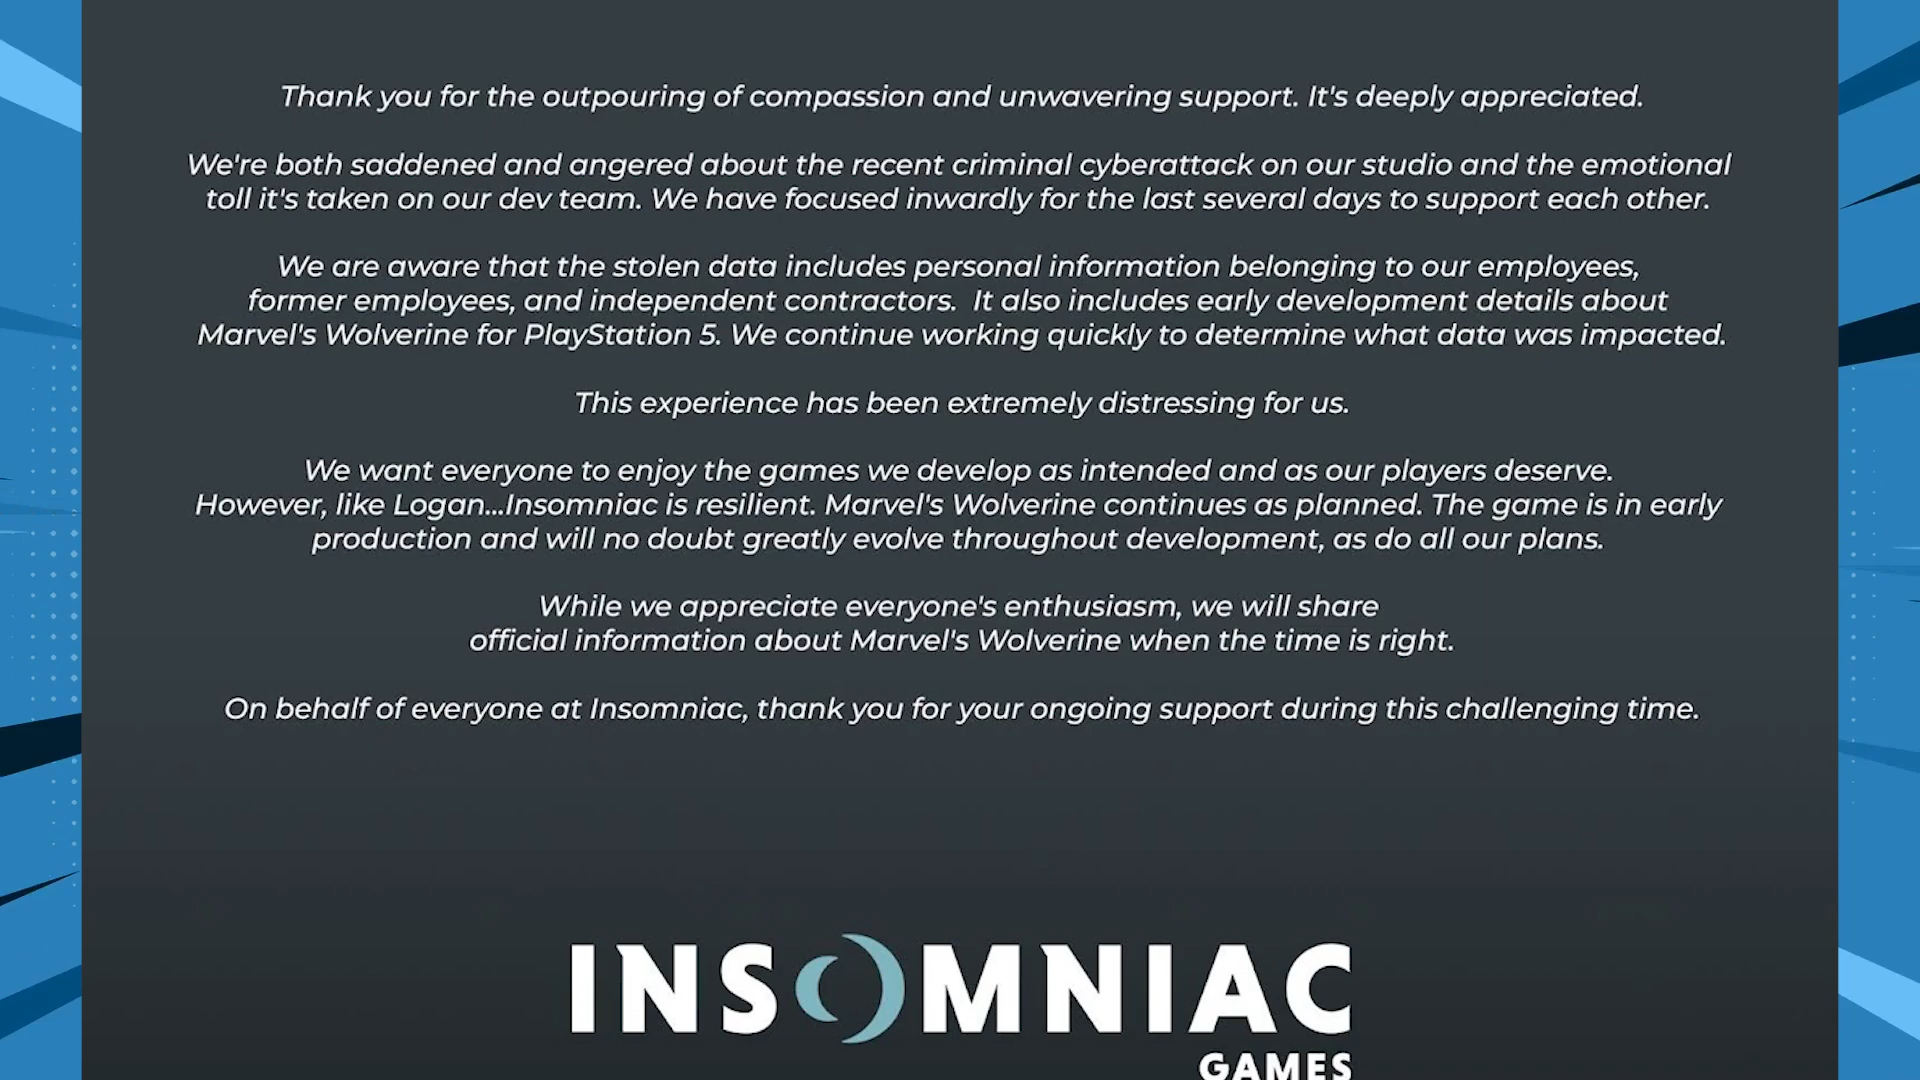 Thank you for the outpouring of compassion and unwavering support. It's deeply appreciated.
We're both saddened and angered about the recent criminal cyberattack on our studio and the emotional
toll it's taken on our dev team. We have focused inwardly for the last several days to support each other.
We are aware that the stolen data includes personal information belonging to our employees,
former employees, and independent contractors.  It also includes early development details about
Marvel's Wolverine for PlayStation 5. We continue working quickly to determine what data was impacted.
This experience has been extremely distressing for us.
We want everyone to enjoy the games we develop as intended and as our players deserve.
However, like Logan...Insomniac is resilient. Marvel's Wolverine continues as planned. The game is in early
production and will no doubt greatly evolve throughout development, as do all our plans.
While we appreciate everyone's enthusiasm, we will share
official information about Marvel's Wolverine when the time is right.
On behalf of everyone at Insomniac, thank you for your ongoing support during this challenging time.
INSOMNIAC
GAMES